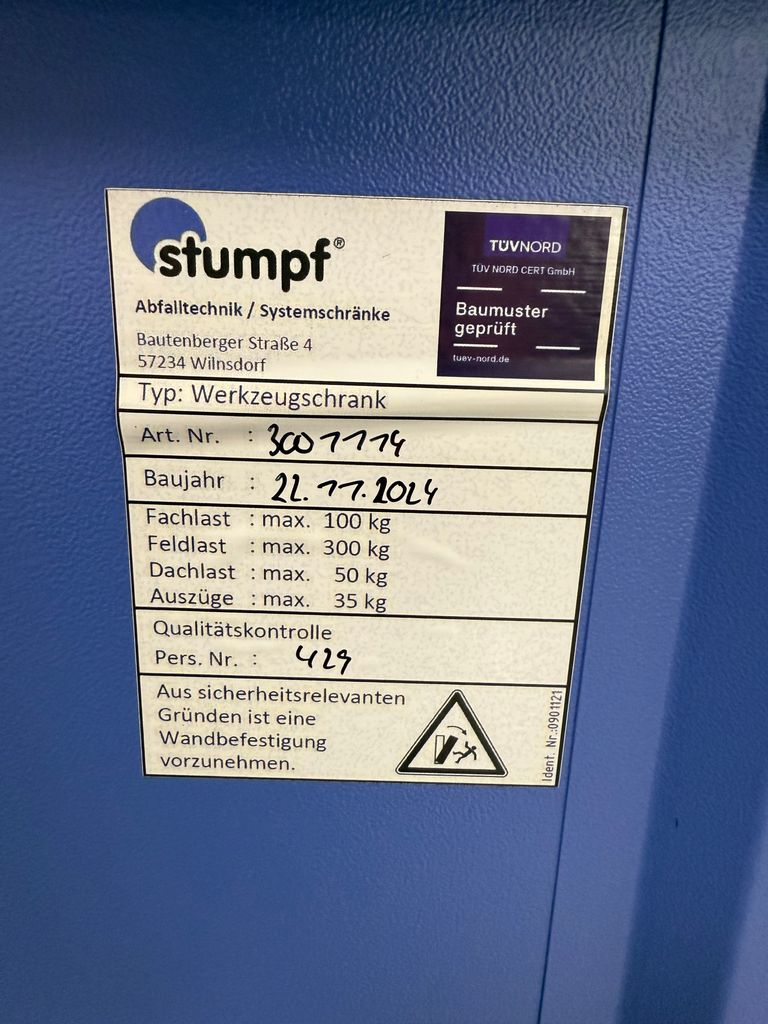 stumpf®
Abfalltechnik / Systemschränke
Bautenberger Straße 4
57234 Wilnsdorf
TÜVNORD
TÜV NORD CERT GmbH
Baumuster
geprüft
tuev-nord.de
Typ: Werkzeugschrank
Art. Nr. : 3001114
Baujahr : 22.11.2024
Fachlast : max. 100 kg
Feldlast : max. 300 kg
Dachlast : max. 50 kg
Auszüge : max. 35 kg
Qualitätskontrolle
Pers. Nr. : 429
Aus sicherheitsrelevanten
Gründen ist eine
Wandbefestigung
vorzunehmen.
Ident. Nr.:0901121